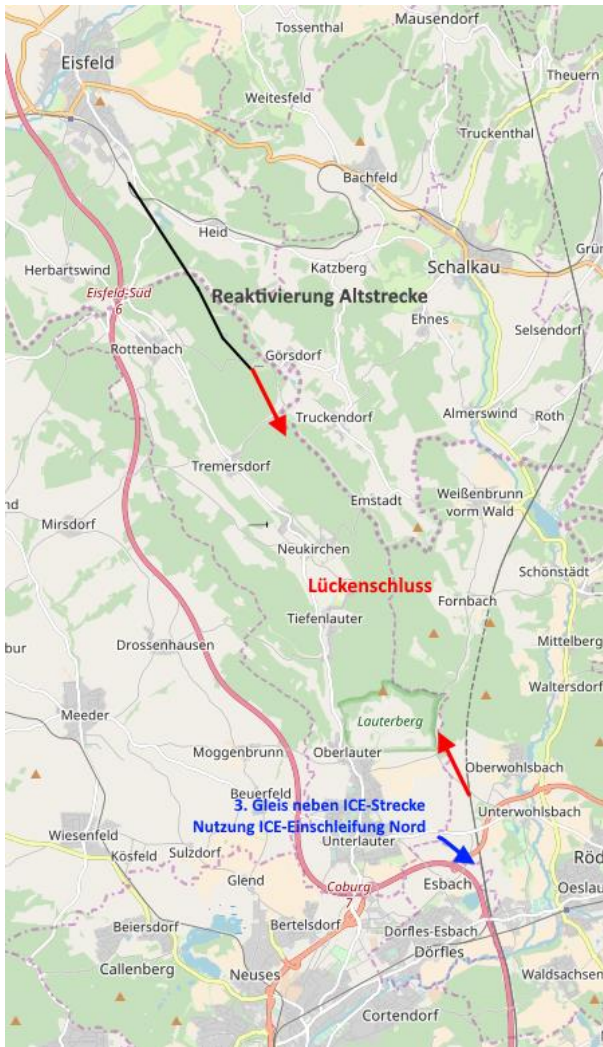 Tossenthal
Mausendorf
Eisfeld
Theuern
Weitesfeld
Truckenthal
Bachfeld
Heid
Herbartswind
Katzberg
Schalkau
Grün
Eisfeld-Süd
6
Reaktivierung Altstrecke
Ehnes
Selsendorf
Rottenbach
Görsdorf
Truckendorf
Almerswind
Roth
Tremersdorf
Emstadt
Weißenbrunn
vorm Wald
nd
Mirsdorf
Neukirchen
Schönstädt
Lückenschluss
Fornbach
Tiefenlauter
Drossenhausen
bur
Mittelberg
Waltersdorf
Meeder
Lauterberg
Moggenbrunn
Oberlauter
Oberwohlsbach
Beuerfeld
3. Gleis neben ICE-Strecke
Nutzung ICE-Einschleifung Nord
Unterwohlsbach
Wiesenfeld
Unterlauter
Kösfeld
Sulzdorf
Röd
Glend
Coburg
7
Esbach
Oeslau
Beiersdorf
Bertelsdorf
Dörfles-Esbach
Dörfles
Callenberg
Neuses
Waldsachsen
Cortendorf